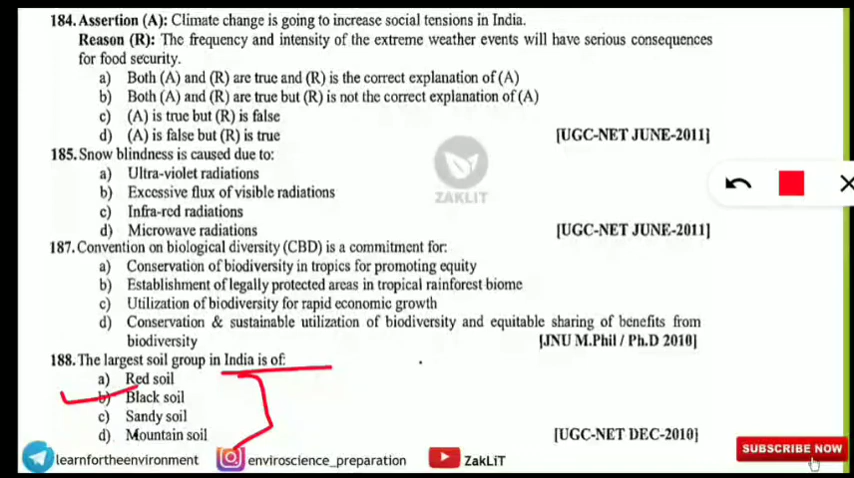 184. Assertion (A): Climate change is going to increase social tensions in India.
Reason (R): The frequency and intensity of the extreme weather events will have serious consequences
for food security.
a) Both (A) and (R) are true and (R) is the correct explanation of (A)
b) Both (A) and (R) are true but (R) is not the correct explanation of (A)
c) (A) is true but (R) is false
d) (A) is false but (R) is true [UGC-NET JUNE-2011]
185. Snow blindness is caused due to:
a) Ultra-violet radiations
b) Excessive flux of visible radiations
ZAKLIT
c) Infra-red radiations
d) Microwave radiations [UGC-NET JUNE-2011]
187. Convention on biological diversity (CBD) is a commitment for:
a) Conservation of biodiversity in tropics for promoting equity
b) Establishment of legally protected areas in tropical rainforest biome
c) Utilization of biodiversity for rapid economic growth
d) Conservation & sustainable utilization of biodiversity and equitable sharing of benefits from
biodiversity [JNU M.Phil / Ph.D 2010]
188. The largest soil group in India is of:
a) Red soil
b) Black soil
c) Sandy soil
d) Mountain soil [UGC-NET DEC-2010]
SUBSCRIBE NOW
learnfortheenvironment enviroscience_preparation ZakLiT